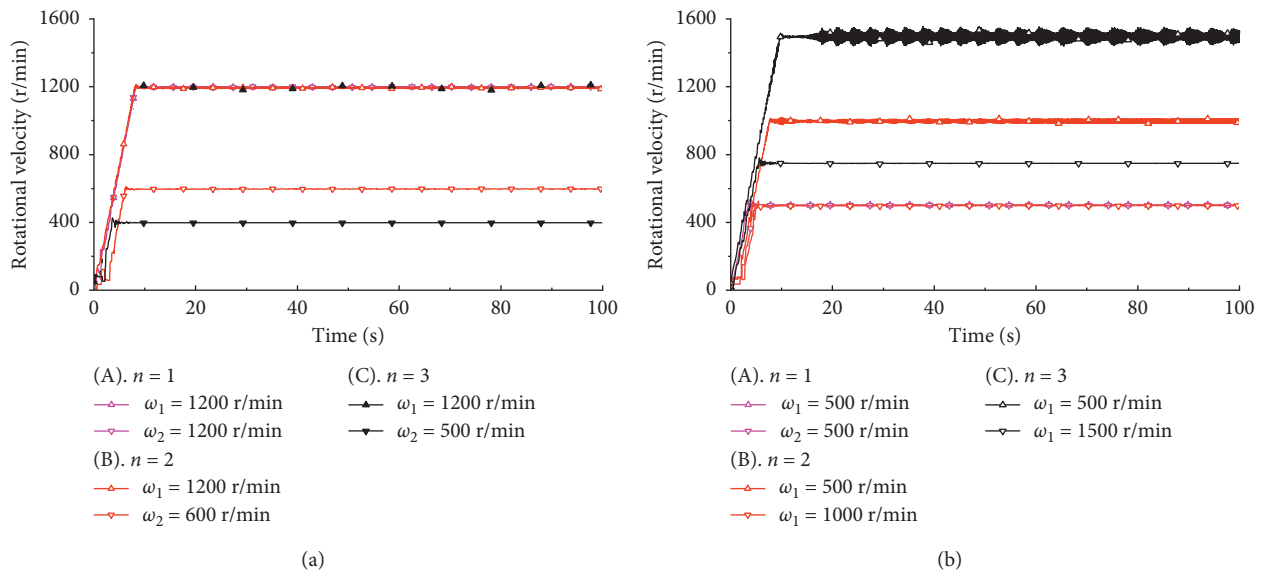 1600
1200
800
400
0
Rotational velocity (r/min)
0 20 40 60 80 100
Time (s)
(A). n = 1
ω1 = 1200 r/min
ω2 = 1200 r/min
(B). n = 2
ω1 = 1200 r/min
ω2 = 600 r/min
(C). n = 3
ω1 = 1200 r/min
ω2 = 500 r/min
(a)
1600
1200
800
400
0
Rotational velocity (r/min)
0 20 40 60 80 100
Time (s)
(A). n = 1
ω1 = 500 r/min
ω2 = 500 r/min
(B). n = 2
ω1 = 500 r/min
ω1 = 1000 r/min
(C). n = 3
ω1 = 500 r/min
ω1 = 1500 r/min
(b)